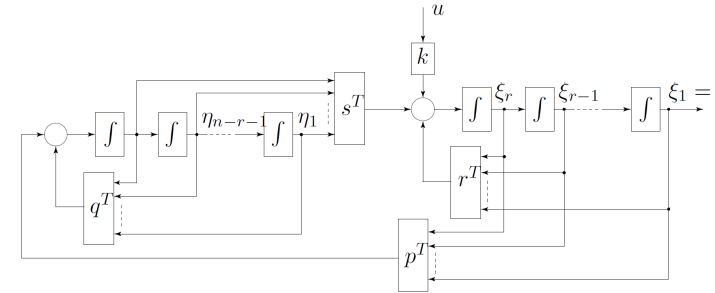 u
k
∫ ∫ η_{n−r−1} ∫ η_1 s^T ∫ ξ_r ∫ ξ_{r−1} ∫ ξ_1 =
q^T r^T
p^T